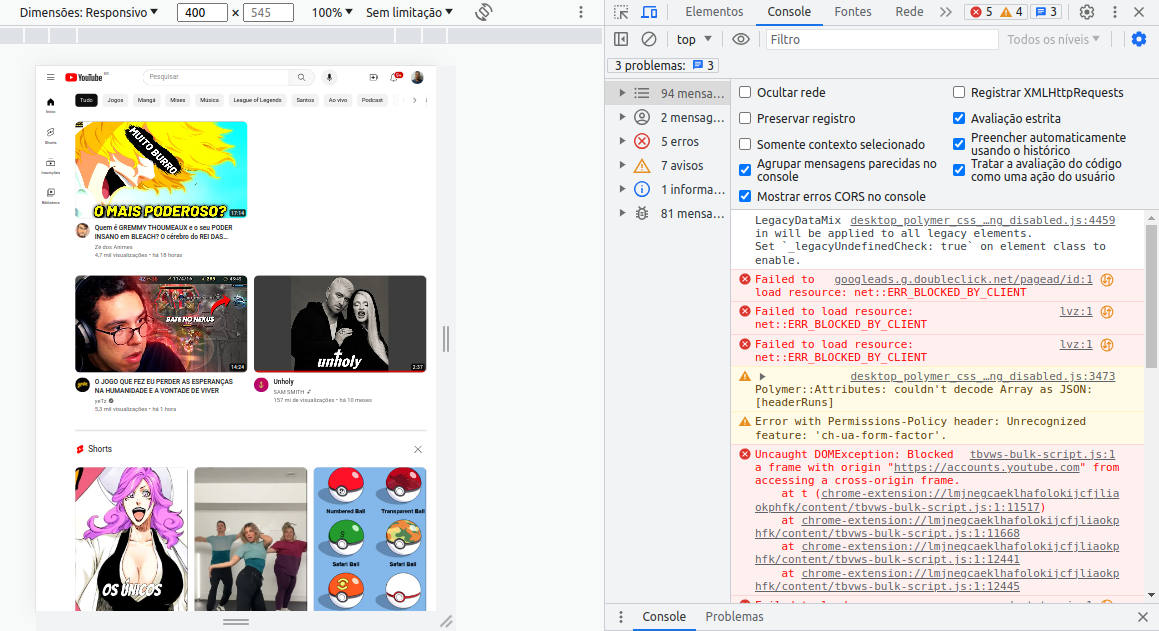 Dimensões: Responsivo
400
×
545
100%
Sem limitação
YouTube
BR
Pesquisar
9+
Tudo
Jogos
Mangá
Mixes
Música
League of Legends
Santos
Ao vivo
Podcast
Início
Shorts
Inscrições
Biblioteca
MUITO BURRO
O MAIS PODEROSO?
17:14
Quem é GREMMY THOUMEAUX e o seu PODER
INSANO em BLEACH? O cérebro do REI DAS...
Zé dos Animes
4,7 mil visualizações • há 18 horas
BATE NO NEXUS
14:24
O JOGO QUE FEZ EU PERDER AS ESPERANÇAS
NA HUMANIDADE E A VONTADE DE VIVER
yeTz
5,3 mil visualizações • há 1 hora
unholy
2:37
Unholy
SAM SMITH
157 mi de visualizações • há 10 meses
Shorts
OS ÚNICOS
Numbered Ball
Transparent Ball
Safari Ball
Safari Ball
Elementos
Console
Fontes
Rede
5
4
3
top
Filtro
Todos os níveis
3 problemas:
3
94 mensa…
2 mensag…
5 erros
7 avisos
1 informa…
81 mensa…
Ocultar rede
Preservar registro
Somente contexto selecionado
Agrupar mensagens parecidas no
console
Mostrar erros CORS no console
Registrar XMLHttpRequests
Avaliação estrita
Preencher automaticamente
usando o histórico
Tratar a avaliação do código
como uma ação do usuário
LegacyDataMix desktop_polymer_css_…ng_disabled.js:4459
in will be applied to all legacy elements.
Set `_legacyUndefinedCheck: true` on element class to
enable.
Failed to googleads.g.doubleclick.net/pagead/id:1
load resource: net::ERR_BLOCKED_BY_CLIENT
Failed to load resource: lvz:1
net::ERR_BLOCKED_BY_CLIENT
Failed to load resource: lvz:1
net::ERR_BLOCKED_BY_CLIENT
desktop_polymer_css_…ng_disabled.js:3473
Polymer::Attributes: couldn't decode Array as JSON:
[headerRuns]
Error with Permissions-Policy header: Unrecognized
feature: 'ch-ua-form-factor'.
Uncaught DOMException: Blocked tbvws-bulk-script.js:1
a frame with origin "https://accounts.youtube.com" from
accessing a cross-origin frame.
at t (chrome-extension://lmjnegcaeklhafolokijcfjlia
okphfk/content/tbvws-bulk-script.js:1:11517)
at chrome-extension://lmjnegcaeklhafolokijcfjliaokp
hfk/content/tbvws-bulk-script.js:1:11668
at chrome-extension://lmjnegcaeklhafolokijcfjliaokp
hfk/content/tbvws-bulk-script.js:1:12441
at chrome-extension://lmjnegcaeklhafolokijcfjliaokp
hfk/content/tbvws-bulk-script.js:1:12445
Console
Problemas